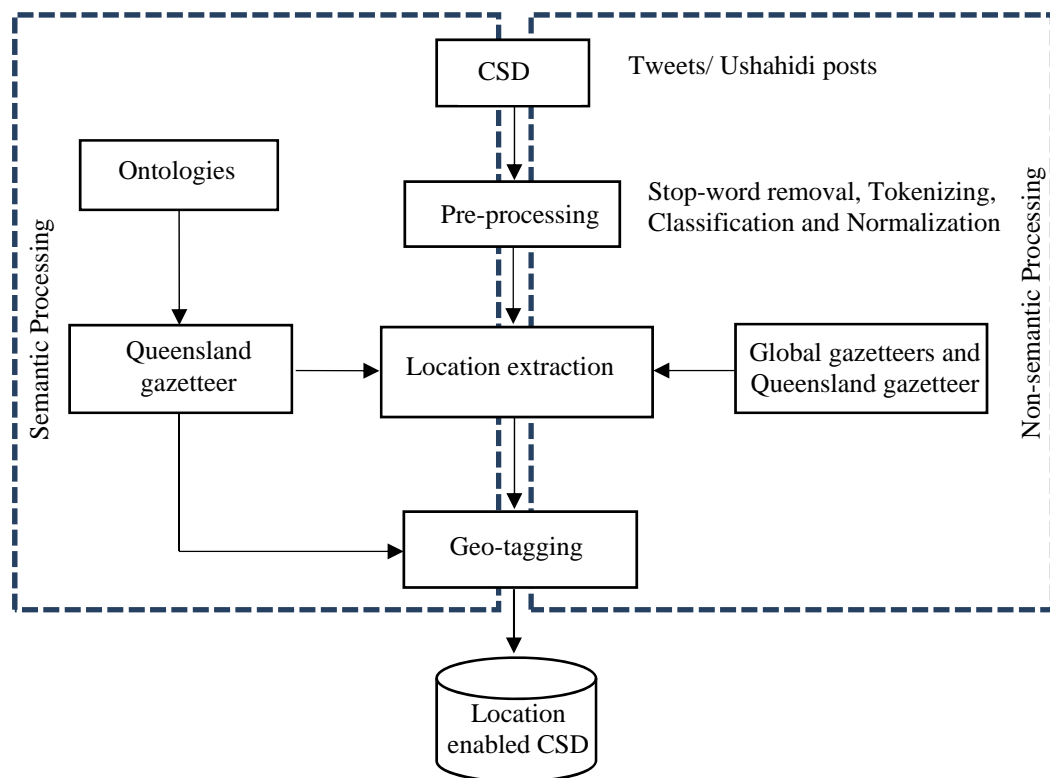 CSD
Tweets/ Ushahidi posts
Ontologies
Pre-processing
Stop-word removal, Tokenizing,
Classification and Normalization
Semantic Processing
Non-semantic Processing
Queensland
gazetteer
Location extraction
Global gazetteers and
Queensland gazetteer
Geo-tagging
Location
enabled CSD